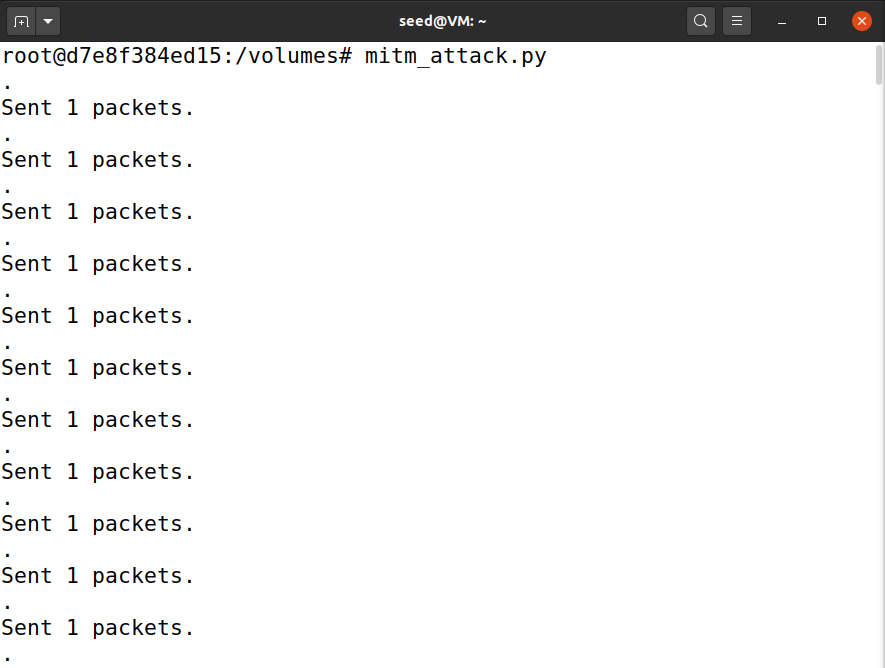 seed@VM: ~
root@d7e8f384ed15:/volumes# mitm_attack.py
.
Sent 1 packets.
.
Sent 1 packets.
.
Sent 1 packets.
.
Sent 1 packets.
.
Sent 1 packets.
.
Sent 1 packets.
.
Sent 1 packets.
.
Sent 1 packets.
.
Sent 1 packets.
.
Sent 1 packets.
.
Sent 1 packets.
.